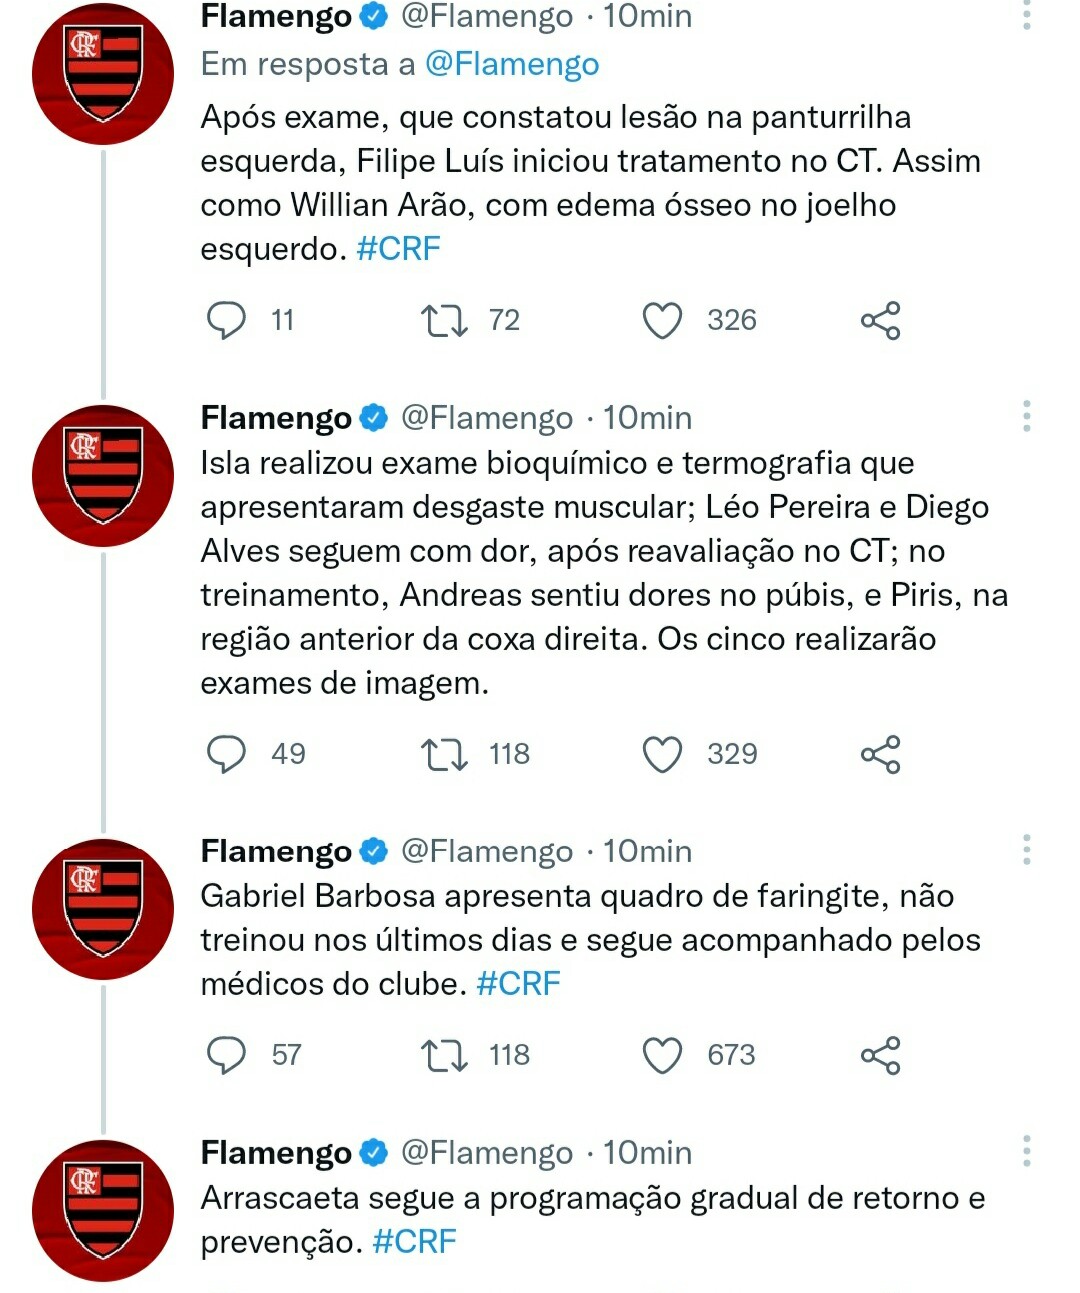 Flamengo @Flamengo · 10min
Em resposta a @Flamengo
Após exame, que constatou lesão na panturrilha
esquerda, Filipe Luís iniciou tratamento no CT. Assim
como Willian Arão, com edema ósseo no joelho
esquerdo. #CRF
11 72 326
Flamengo @Flamengo · 10min
Isla realizou exame bioquímico e termografia que
apresentaram desgaste muscular; Léo Pereira e Diego
Alves seguem com dor, após reavaliação no CT; no
treinamento, Andreas sentiu dores no púbis, e Piris, na
região anterior da coxa direita. Os cinco realizarão
exames de imagem.
49 118 329
Flamengo @Flamengo · 10min
Gabriel Barbosa apresenta quadro de faringite, não
treinou nos últimos dias e segue acompanhado pelos
médicos do clube. #CRF
57 118 673
Flamengo @Flamengo · 10min
Arrascaeta segue a programação gradual de retorno e
prevenção. #CRF